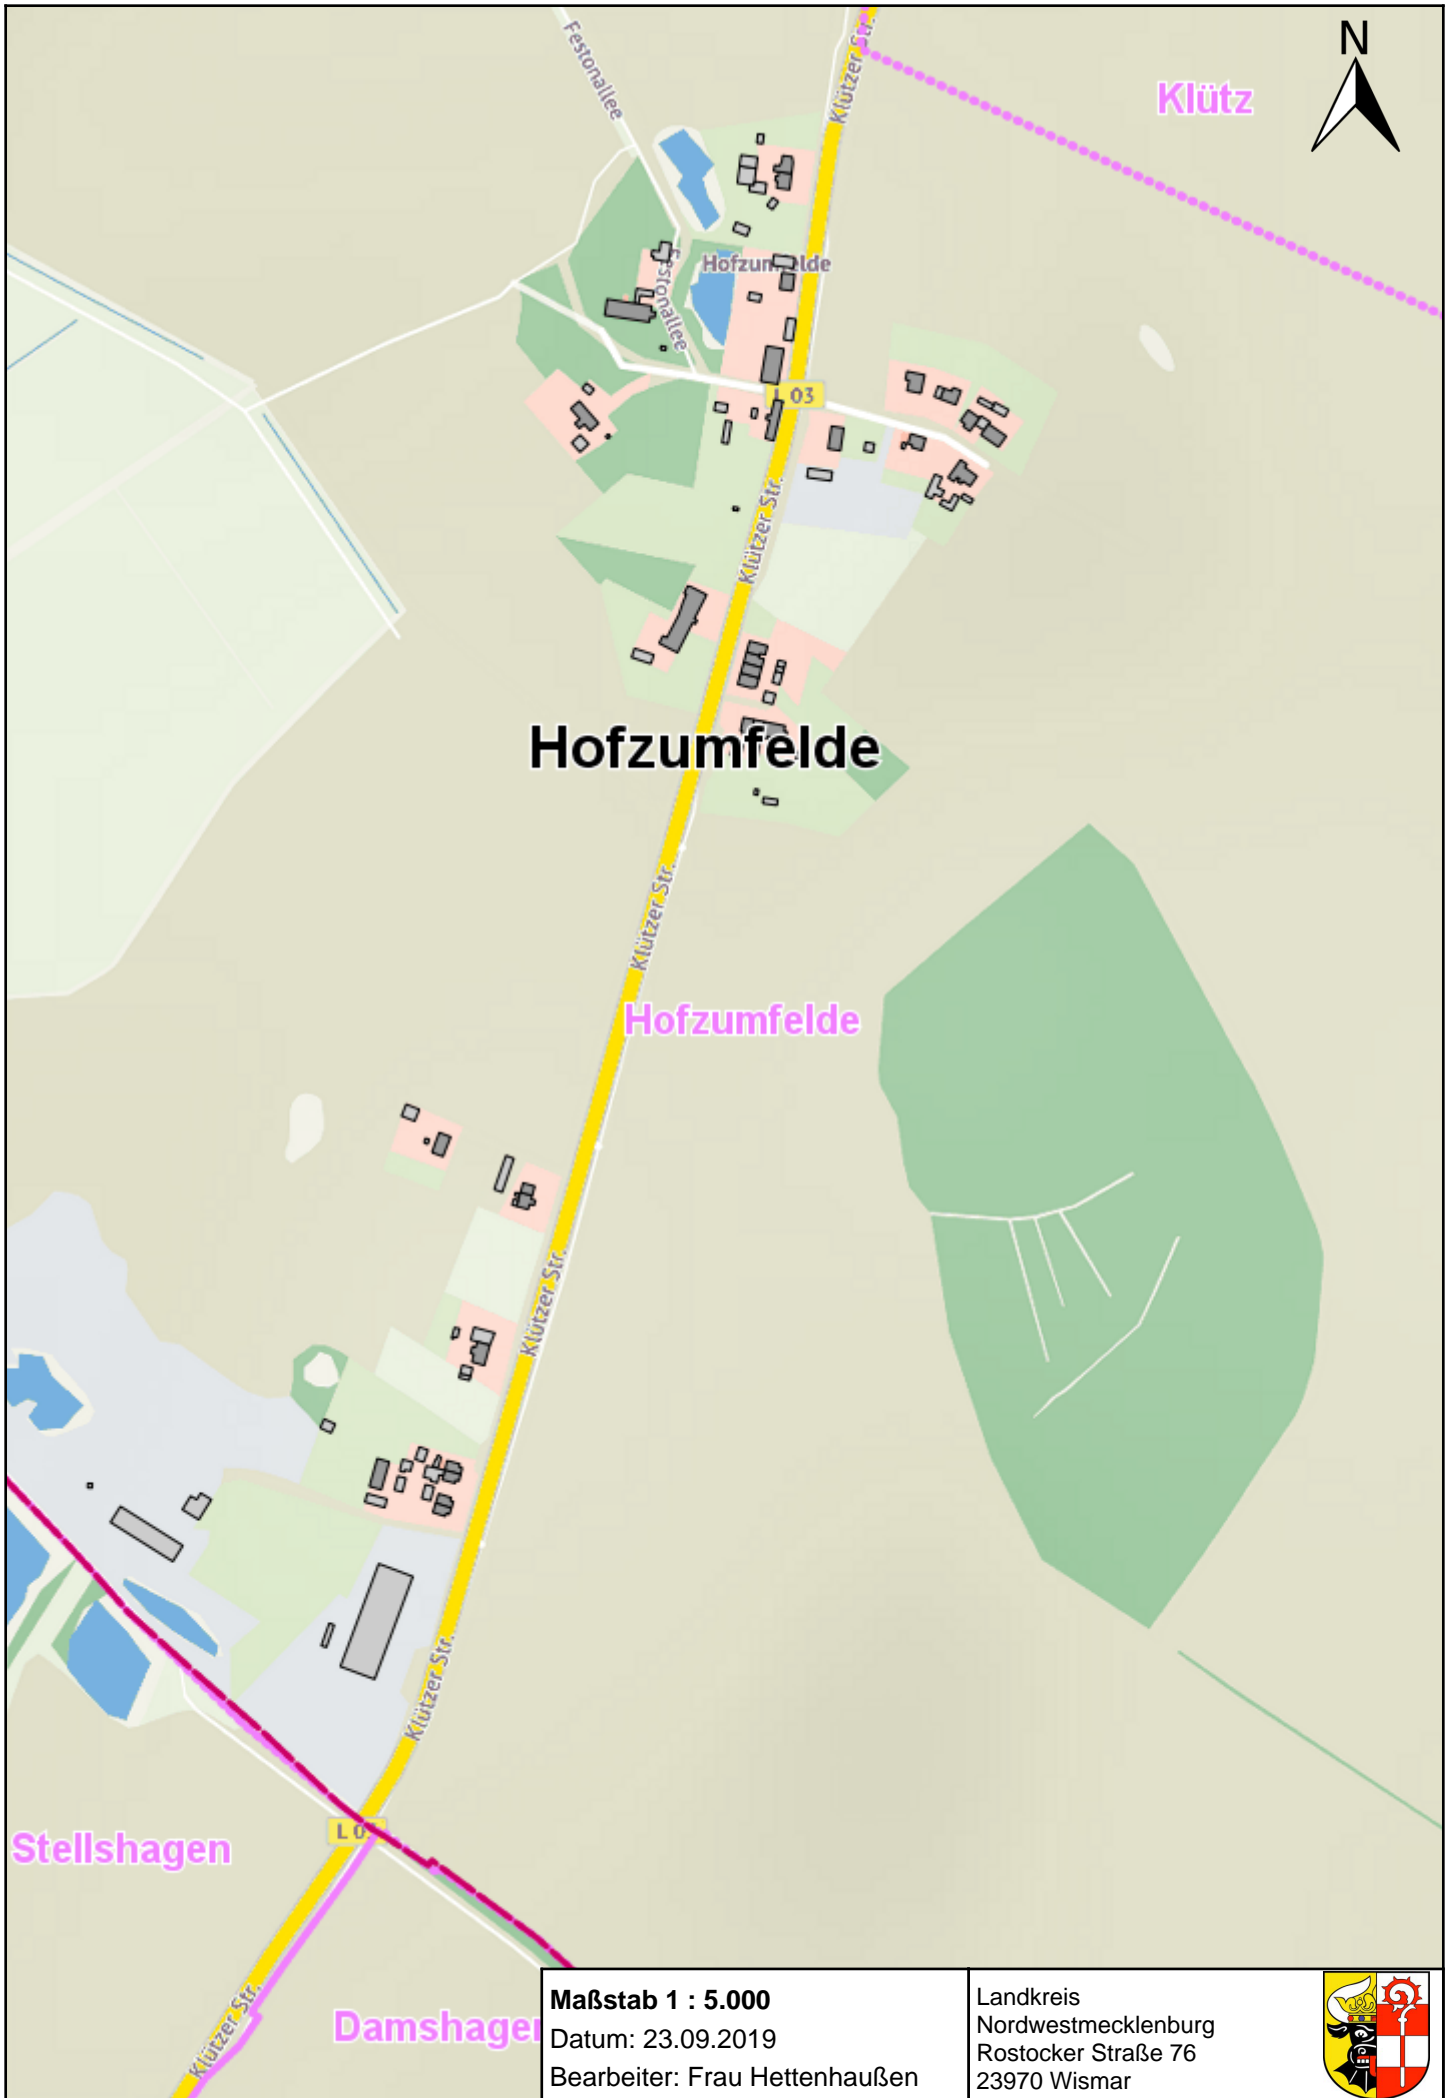 N
Klütz
Festonallee
Klützer Str.
Hofzumfelde
Festonallee
L 03
Klützer Str.
Hofzumfelde
Klützer Str.
Hofzumfelde
Klützer Str.
Klützer Str.
Stellshagen
L 0
Klützer Str.
Damshagen
Maßstab 1 : 5.000
Datum: 23.09.2019
Bearbeiter: Frau Hettenhaußen
Landkreis
Nordwestmecklenburg
Rostocker Straße 76
23970 Wismar